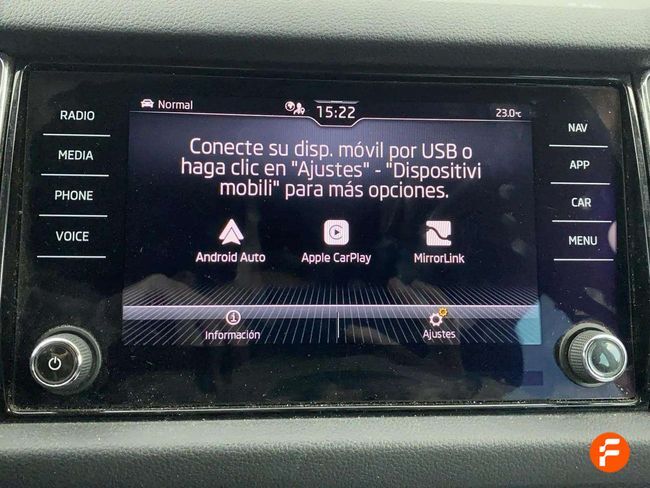 Normal
15:22
23.0°C
RADIO
MEDIA
PHONE
VOICE
Conecte su disp. móvil por USB o
haga clic en "Ajustes" - "Dispositivi
mobili" para más opciones.
Android Auto
Apple CarPlay
MirrorLink
Información
Ajustes
NAV
APP
CAR
MENU